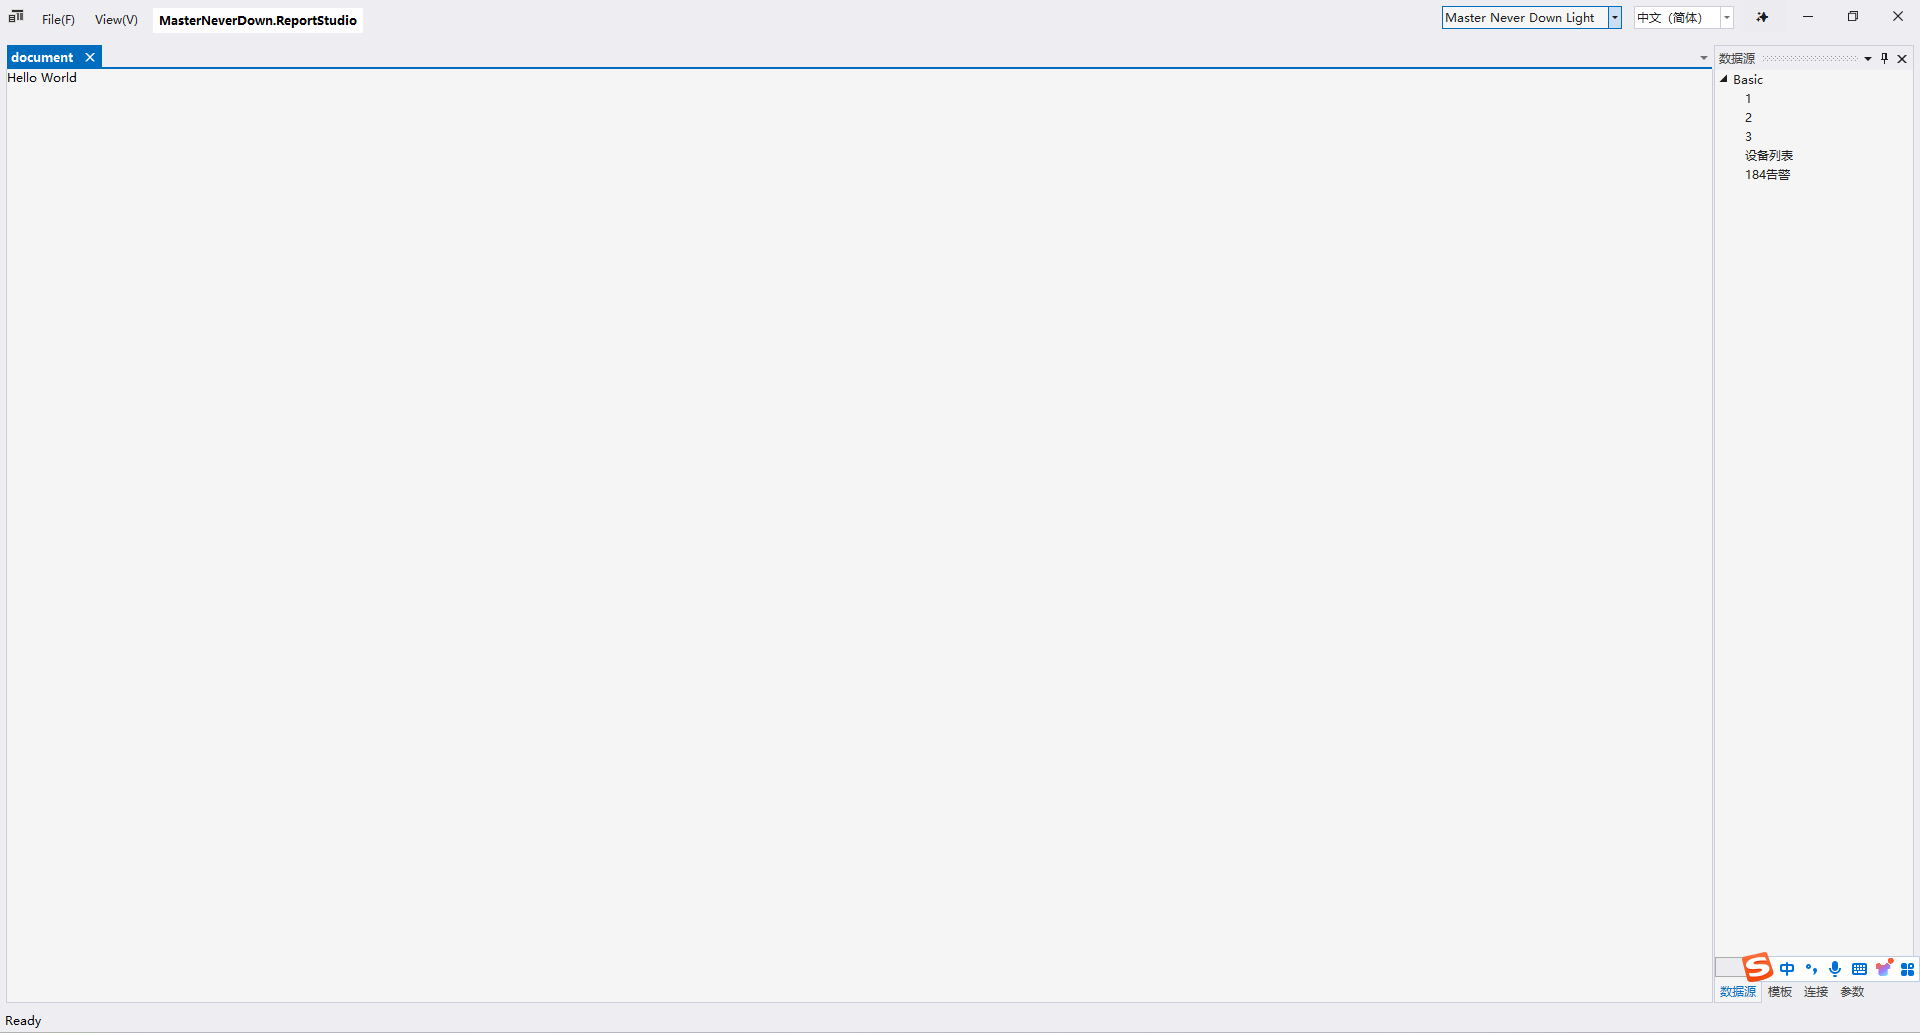 File(F) View(V) MasterNeverDown.ReportStudio Master Never Down Light 中文 (简体)
document
Hello World
数据源
Basic
1
2
3
设备列表
184告警
S 中
数据源 模板 连接 参数
Ready